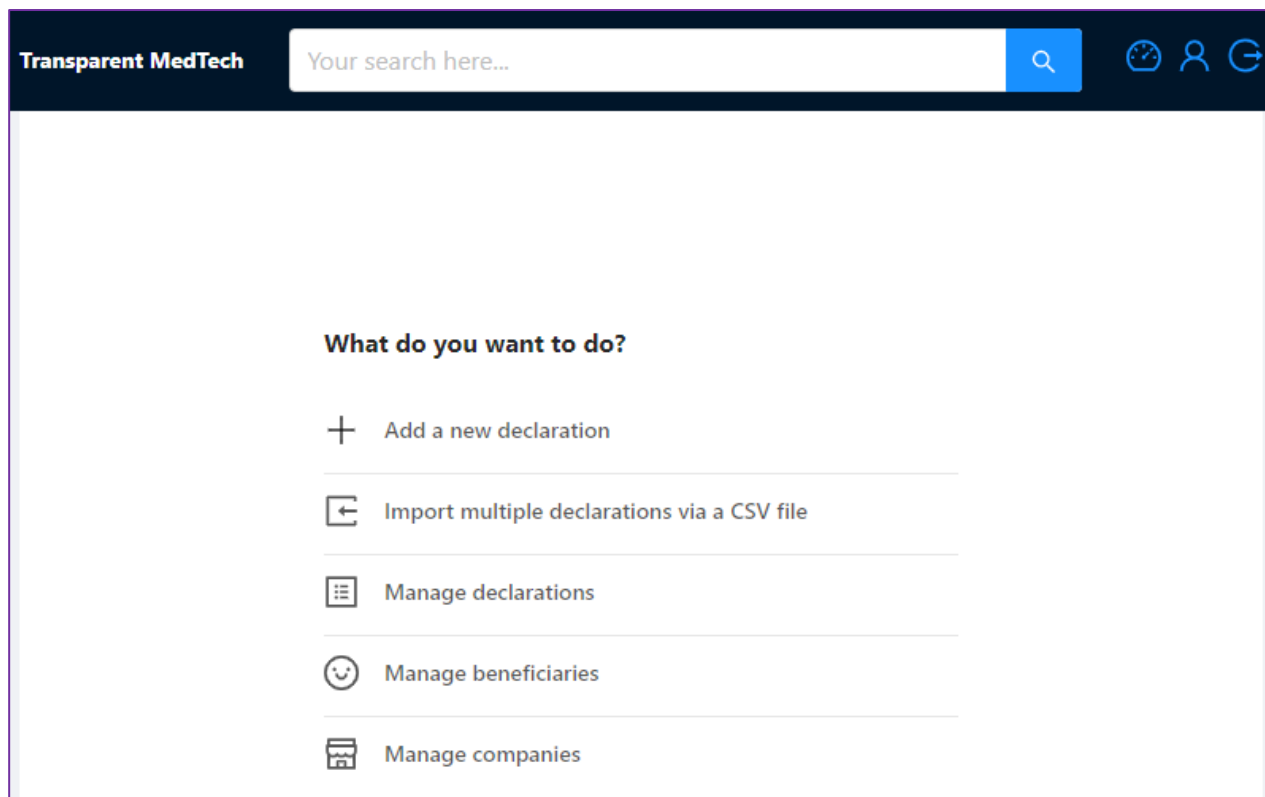 Transparent MedTech
Your search here...
What do you want to do?
Add a new declaration
Import multiple declarations via a CSV file
Manage declarations
Manage beneficiaries
Manage companies